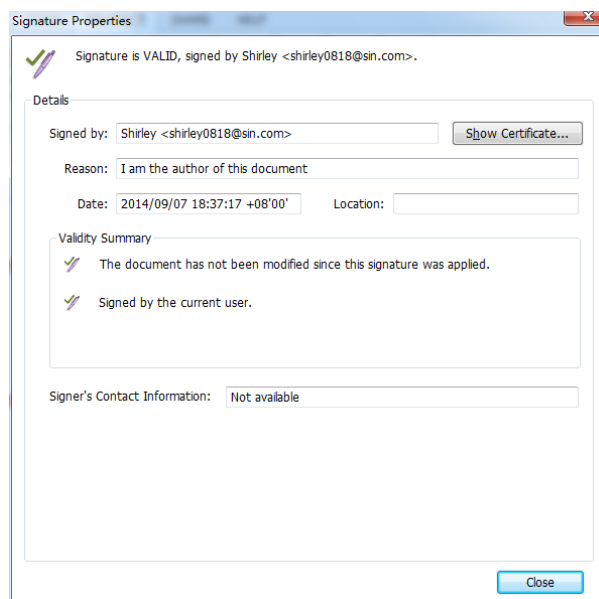 Signature Properties
SHARE HELP
Signature is VALID, signed by Shirley <shirley0818@sin.com>.
Details
Signed by: Shirley <shirley0818@sin.com> Show Certificate...
Reason: I am the author of this document
Date: 2014/09/07 18:37:17 +08'00' Location:
Validity Summary
The document has not been modified since this signature was applied.
Signed by the current user.
Signer's Contact Information: Not available
Close